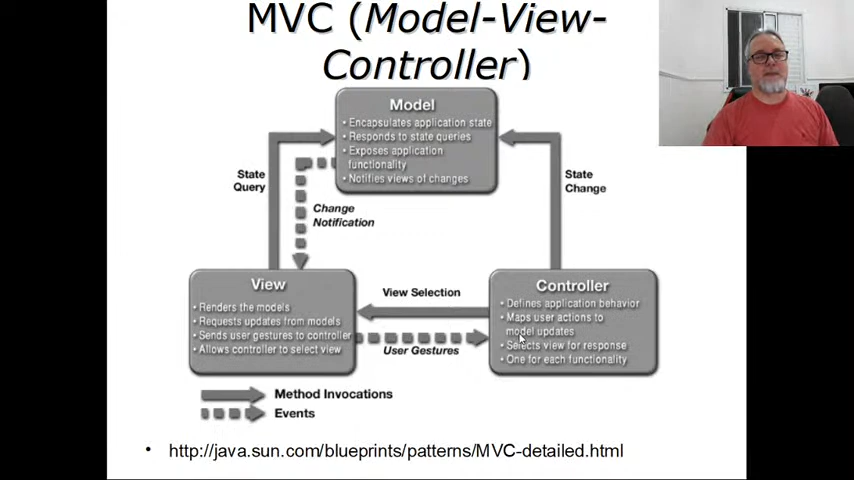 MVC (Model-View-
Controller)
Model
• Encapsulates application state
• Responds to state queries
• Exposes application
functionality
• Notifies views of changes
State
Query
State
Change
Change
Notification
View
• Renders the models
• Requests updates from models
• Sends user gestures to controller
• Allows controller to select view
View Selection
User Gestures
Controller
• Defines application behavior
• Maps user actions to
model updates
• Selects view for response
• One for each functionality
Method Invocations
Events
• http://java.sun.com/blueprints/patterns/MVC-detailed.html